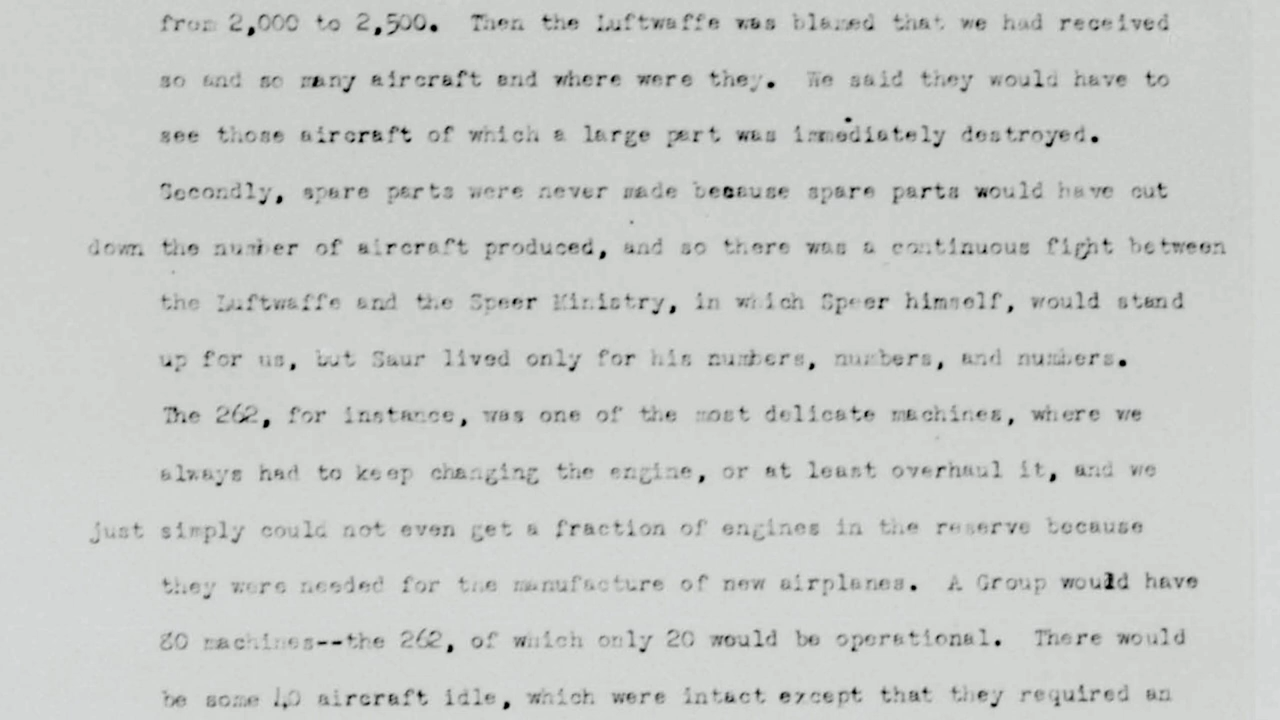 from 2,000 to 2,500.  Then the Luftwaffe was blamed that we had received
so and so many aircraft and where were they.  We said they would have to
see those aircraft of which a large part was immediately destroyed.
Secondly, spare parts were never made because spare parts would have cut
down the number of aircraft produced, and so there was a continuous fight between
the Luftwaffe and the Speer Ministry, in which Speer himself, would stand
up for us, but Saur lived only for his numbers, numbers, and numbers.
The 262, for instance, was one of the most delicate machines, where we
always had to keep changing the engine, or at least overhaul it, and we
just simply could not even get a fraction of engines in the reserve because
they were needed for the manufacture of new airplanes.  A Group would have
80 machines--the 262, of which only 20 would be operational.  There would
be some 40 aircraft idle, which were intact except that they required an